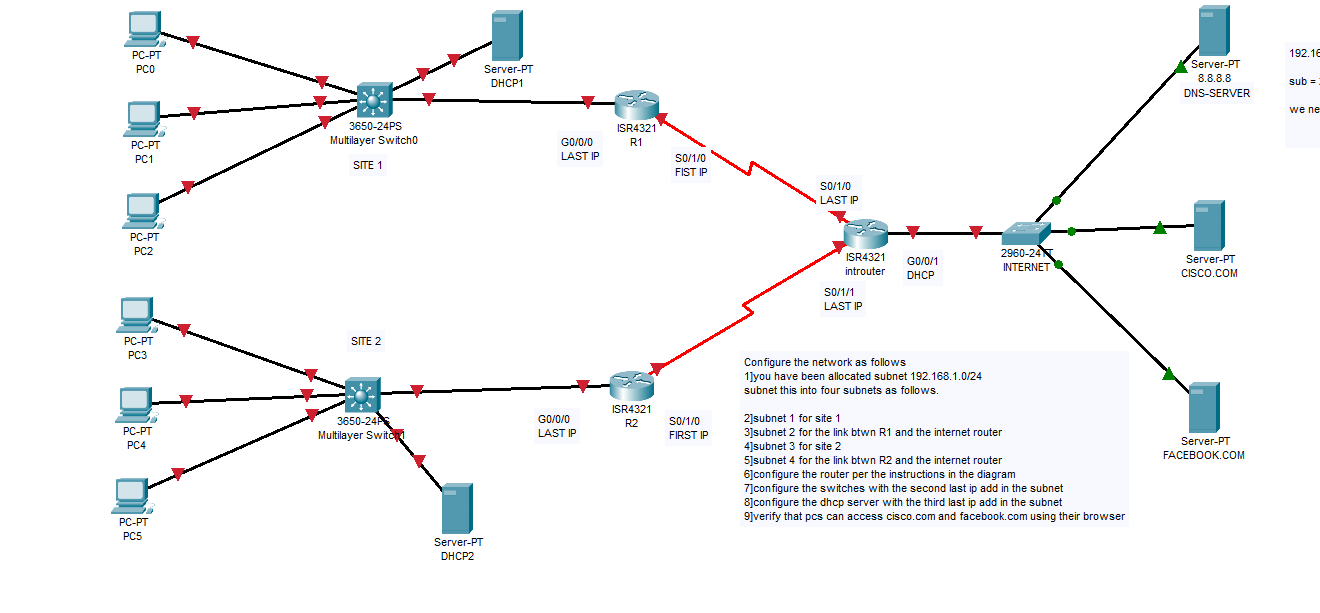 PC-PT
PC0
PC-PT
PC1
PC-PT
PC2
3650-24PS
Multilayer Switch0
SITE 1
Server-PT
DHCP1
G0/0/0
LAST IP
ISR4321
R1
S0/1/0
FIST IP
S0/1/0
LAST IP
ISR4321
introuter
G0/0/1
DHCP
S0/1/1
LAST IP
2960-24TT
INTERNET
Server-PT
8.8.8.8
DNS-SERVER
Server-PT
CISCO.COM
Server-PT
FACEBOOK.COM
192.16
sub =
we ne
PC-PT
PC3
PC-PT
PC4
PC-PT
PC5
SITE 2
3650-24PS
Multilayer Switch1
Server-PT
DHCP2
G0/0/0
LAST IP
ISR4321
R2
S0/1/0
FIRST IP
Configure the network as follows
1]you have been allocated subnet 192.168.1.0/24
subnet this into four subnets as follows.
2]subnet 1 for site 1
3]subnet 2 for the link btwn R1 and the internet router
4]subnet 3 for site 2
5]subnet 4 for the link btwn R2 and the internet router
6]configure the router per the instructions in the diagram
7]configure the switches with the second last ip add in the subnet
8]configure the dhcp server with the third last ip add in the subnet
9]verify that pcs can access cisco.com and facebook.com using their browser